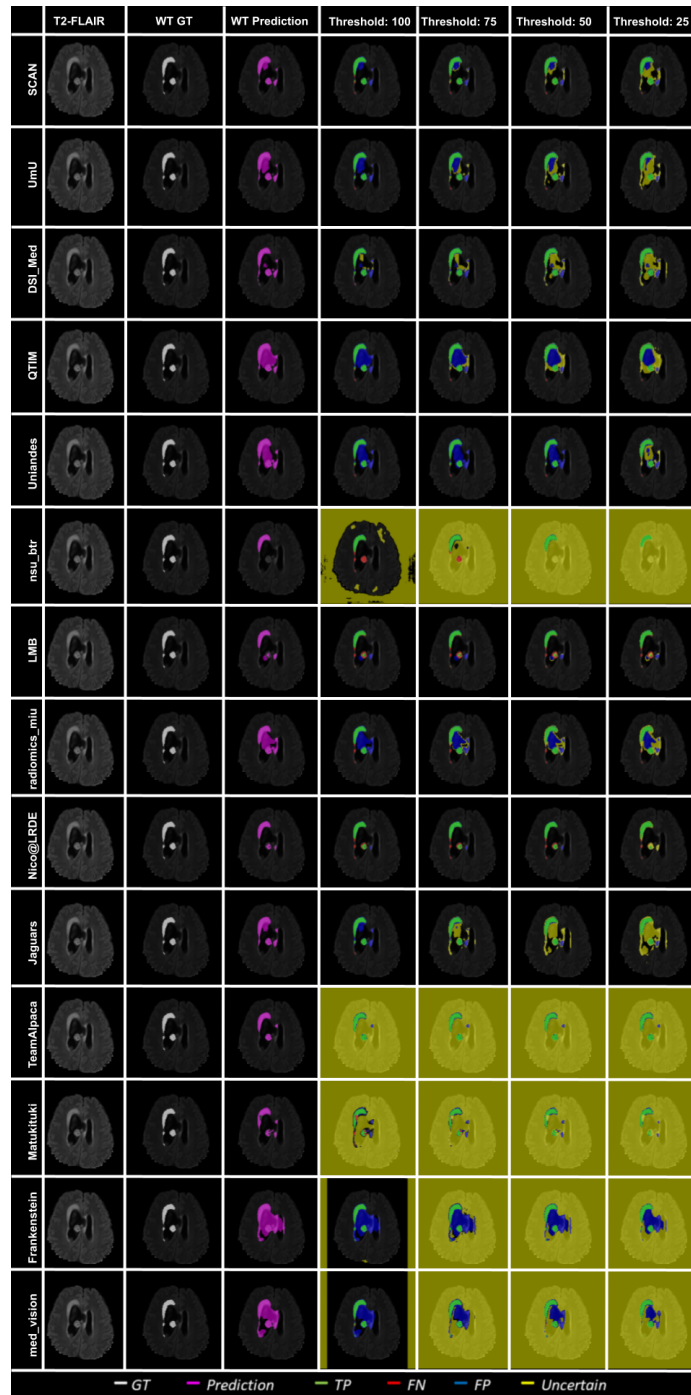 T2-FLAIR WT GT WT Prediction Threshold: 100 Threshold: 75 Threshold: 50 Threshold: 25
SCAN
UmU
DSI_Med
QTIM
Uniandes
nsu_btr
LMB
radiomics_miu
Nico@LRDE
Jaguars
TeamAlpaca
Matukituki
Frankenstein
med_vision
GT Prediction TP FN FP Uncertain